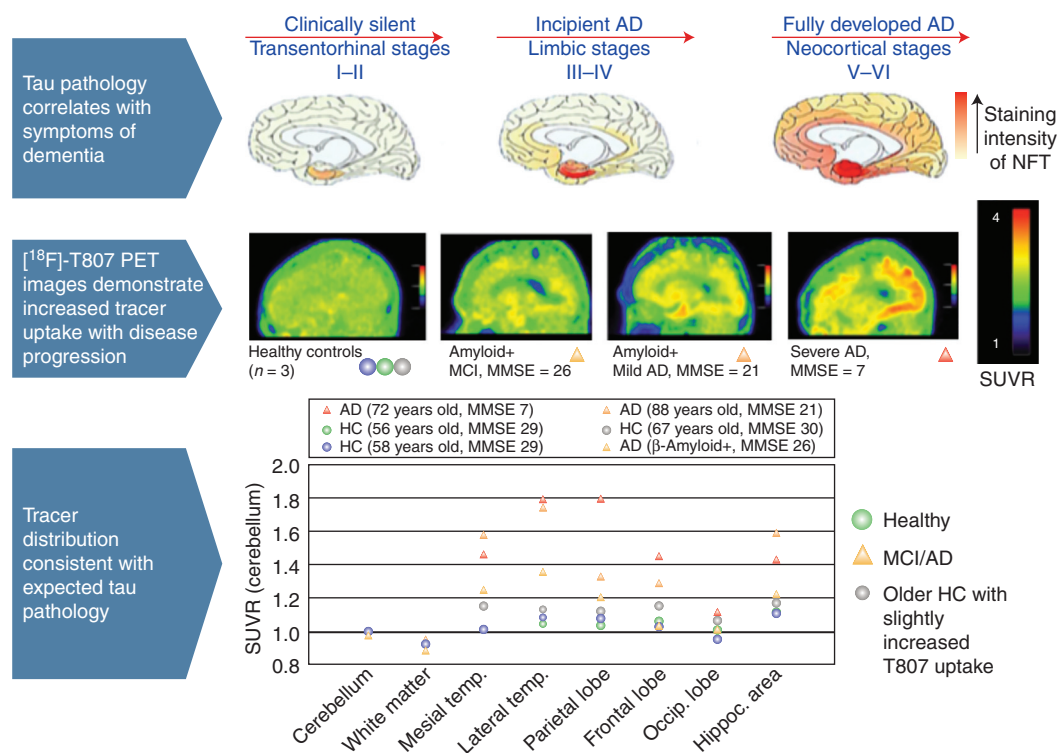 Clinically silent
Transentorhinal stages
I–II
Incipient AD
Limbic stages
III–IV
Fully developed AD
Neocortical stages
V–VI
Tau pathology
correlates with
symptoms of
dementia
Staining
intensity
of NFT
[¹⁸F]-T807 PET
images demonstrate
increased tracer
uptake with disease
progression
Healthy controls
(n = 3)
Amyloid+
MCI, MMSE = 26
Amyloid+
Mild AD, MMSE = 21
Severe AD,
MMSE = 7
4
1
SUVR
AD (72 years old, MMSE 7)
HC (56 years old, MMSE 29)
HC (58 years old, MMSE 29)
AD (88 years old, MMSE 21)
HC (67 years old, MMSE 30)
AD (β-Amyloid+, MMSE 26)
Tracer
distribution
consistent with
expected tau
pathology
SUVR (cerebellum)
2.0
1.8
1.6
1.4
1.2
1.0
0.8
Cerebellum
White matter
Mesial temp.
Lateral temp.
Parietal lobe
Frontal lobe
Occip. lobe
Hippoc. area
Healthy
MCI/AD
Older HC with
slightly
increased
T807 uptake